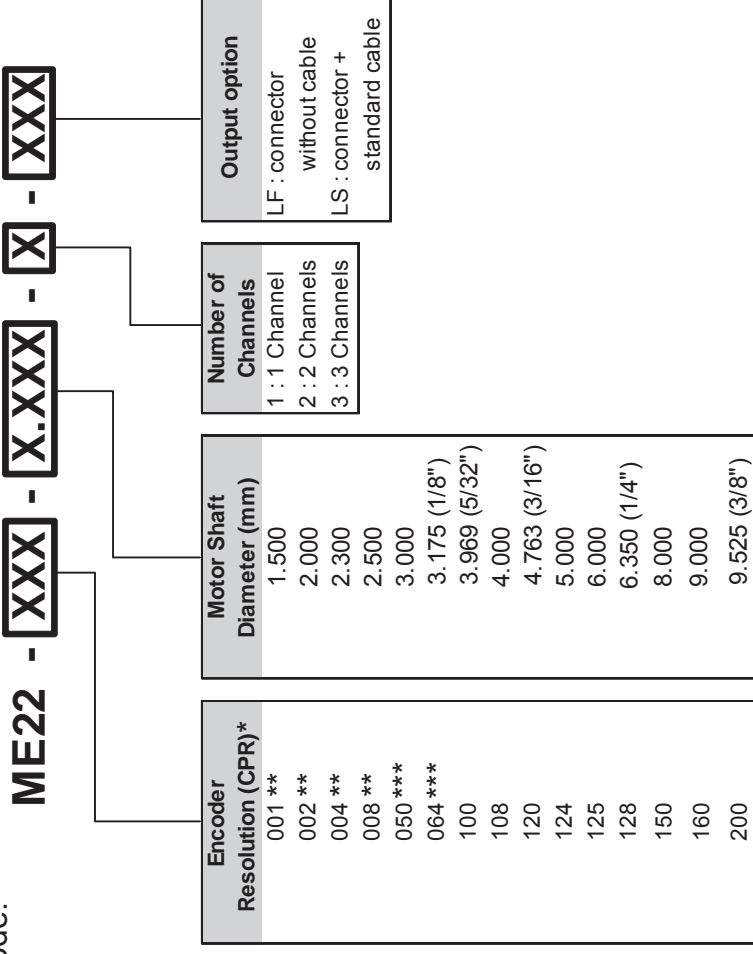 ode:
ME22 - XXX - X.XXX - X - XXX
Encoder
Resolution (CPR)*
001 **
002 **
004 **
008 **
050 ***
064 ***
100
108
120
124
125
128
150
160
200
Motor Shaft
Diameter (mm)
1.500
2.000
2.300
2.500
3.000
3.175 (1/8")
3.969 (5/32")
4.000
4.763 (3/16")
5.000
6.000
6.350 (1/4")
8.000
9.000
9.525 (3/8")
Number of
Channels
1 : 1 Channel
2 : 2 Channels
3 : 3 Channels
Output option
LF : connector
without cable
LS : connector +
standard cable